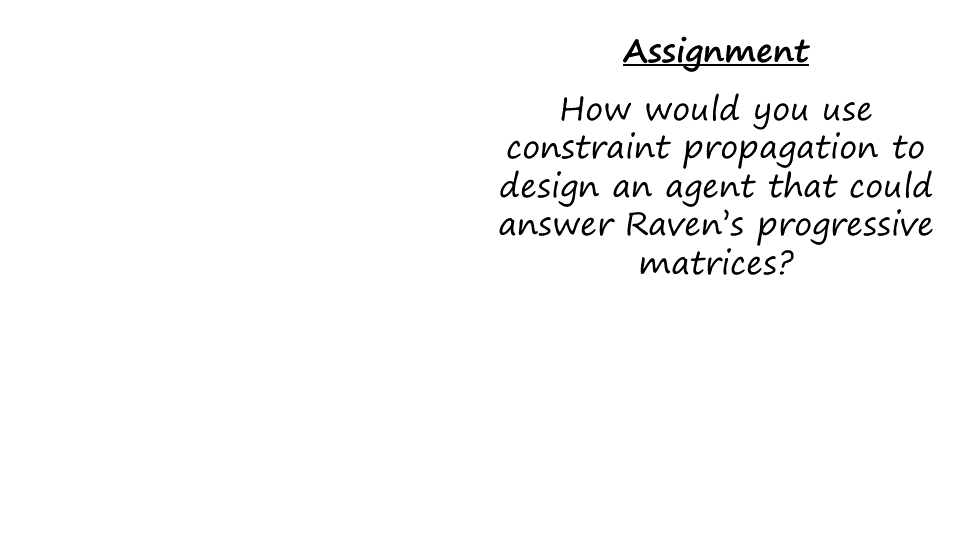 Assignment
How would you use
constraint propagation to
design an agent that could
answer Raven’s progressive
matrices?